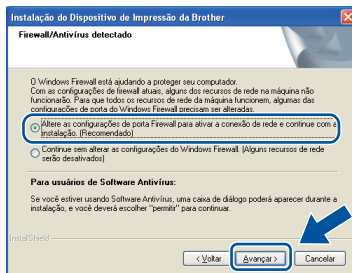 Instalação do Dispositivo de Impressão da Brother
Firewall/Antivírus detectado
O Windows Firewall está ajudando a proteger seu computador.
Com as configurações de firewall atuais, alguns dos recursos de rede na máquina não
funcionarão. Para que todos os recursos de rede da máquina funcionem, algumas das
configurações de porta do Windows Firewall precisam ser alteradas.
Altere as configurações de porta Firewall para ativar a conexão de rede e continue com a
instalação. (Recomendado)
Continue sem alterar as configurações do Windows Firewall. (Alguns recursos de rede
serão desativados)
Para usuários de Software Antivírus:
Se você estiver usando Software Antivírus, uma caixa de diálogo poderá aparecer durante a
instalação, e você deverá escolher "permitir" para continuar.
InstallShield
< Voltar Avançar > Cancelar